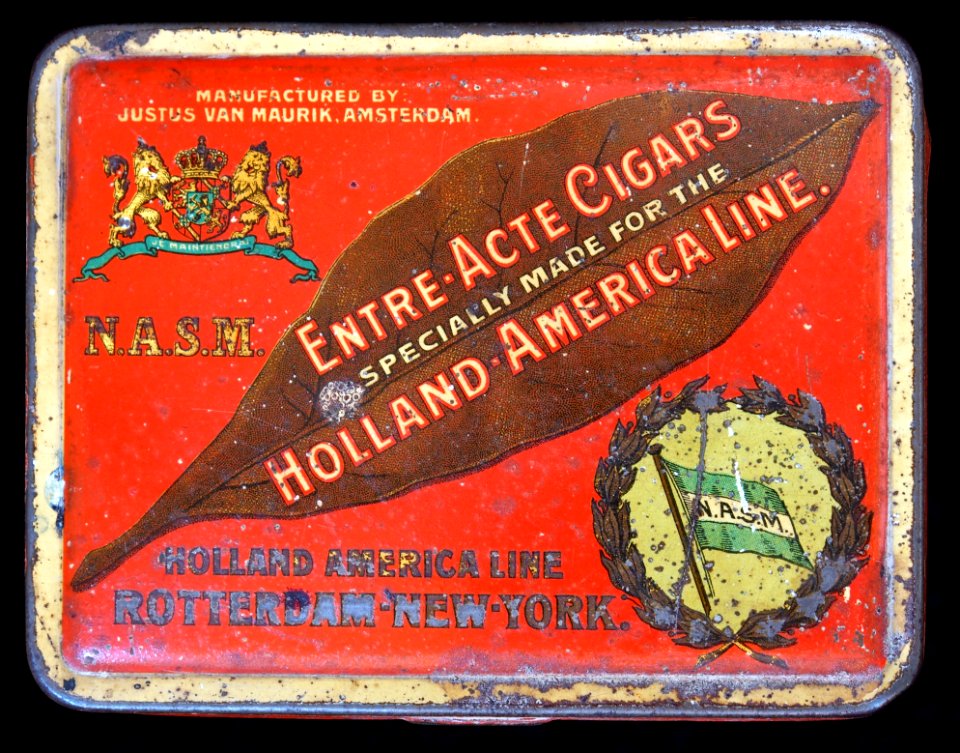 MANUFACTURED BY
JUSTUS VAN MAURIK, AMSTERDAM.
JE MAINTIENDRAI
N.A.S.M.
ENTRE-ACTE CIGARS
SPECIALLY MADE FOR THE
HOLLAND-AMERICA LINE.
N.A.S.M.
HOLLAND AMERICA LINE
ROTTERDAM-NEW-YORK.